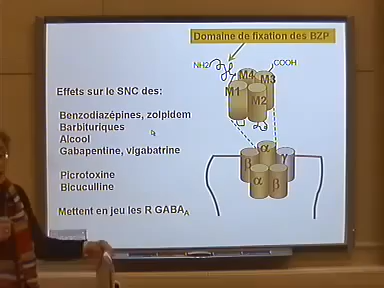 Domaine de fixation des BZP
NH2
COOH
M4
M3
M1
M2
Effets sur le SNC des:
Benzodiazépines, zolpidem
Barbituriques
Alcool
Gabapentine, vigabatrine
Picrotoxine
Bicuculline
Mettent en jeu les R GABAA
α
β
γ
α
β